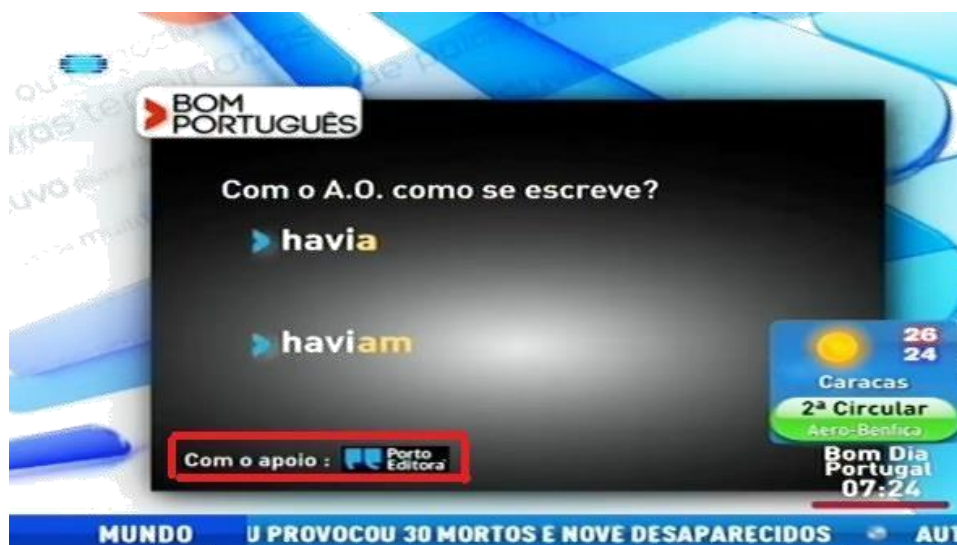 BOM
PORTUGUÊS
Com o A.O. como se escreve?
havia
haviam
26
24
Caracas
2ª Circular
Aero-Benfica
Com o apoio : Porto
Editora
Bom Dia
Portugal
07:24
MUNDO U PROVOCOU 30 MORTOS E NOVE DESAPARECIDOS AUT